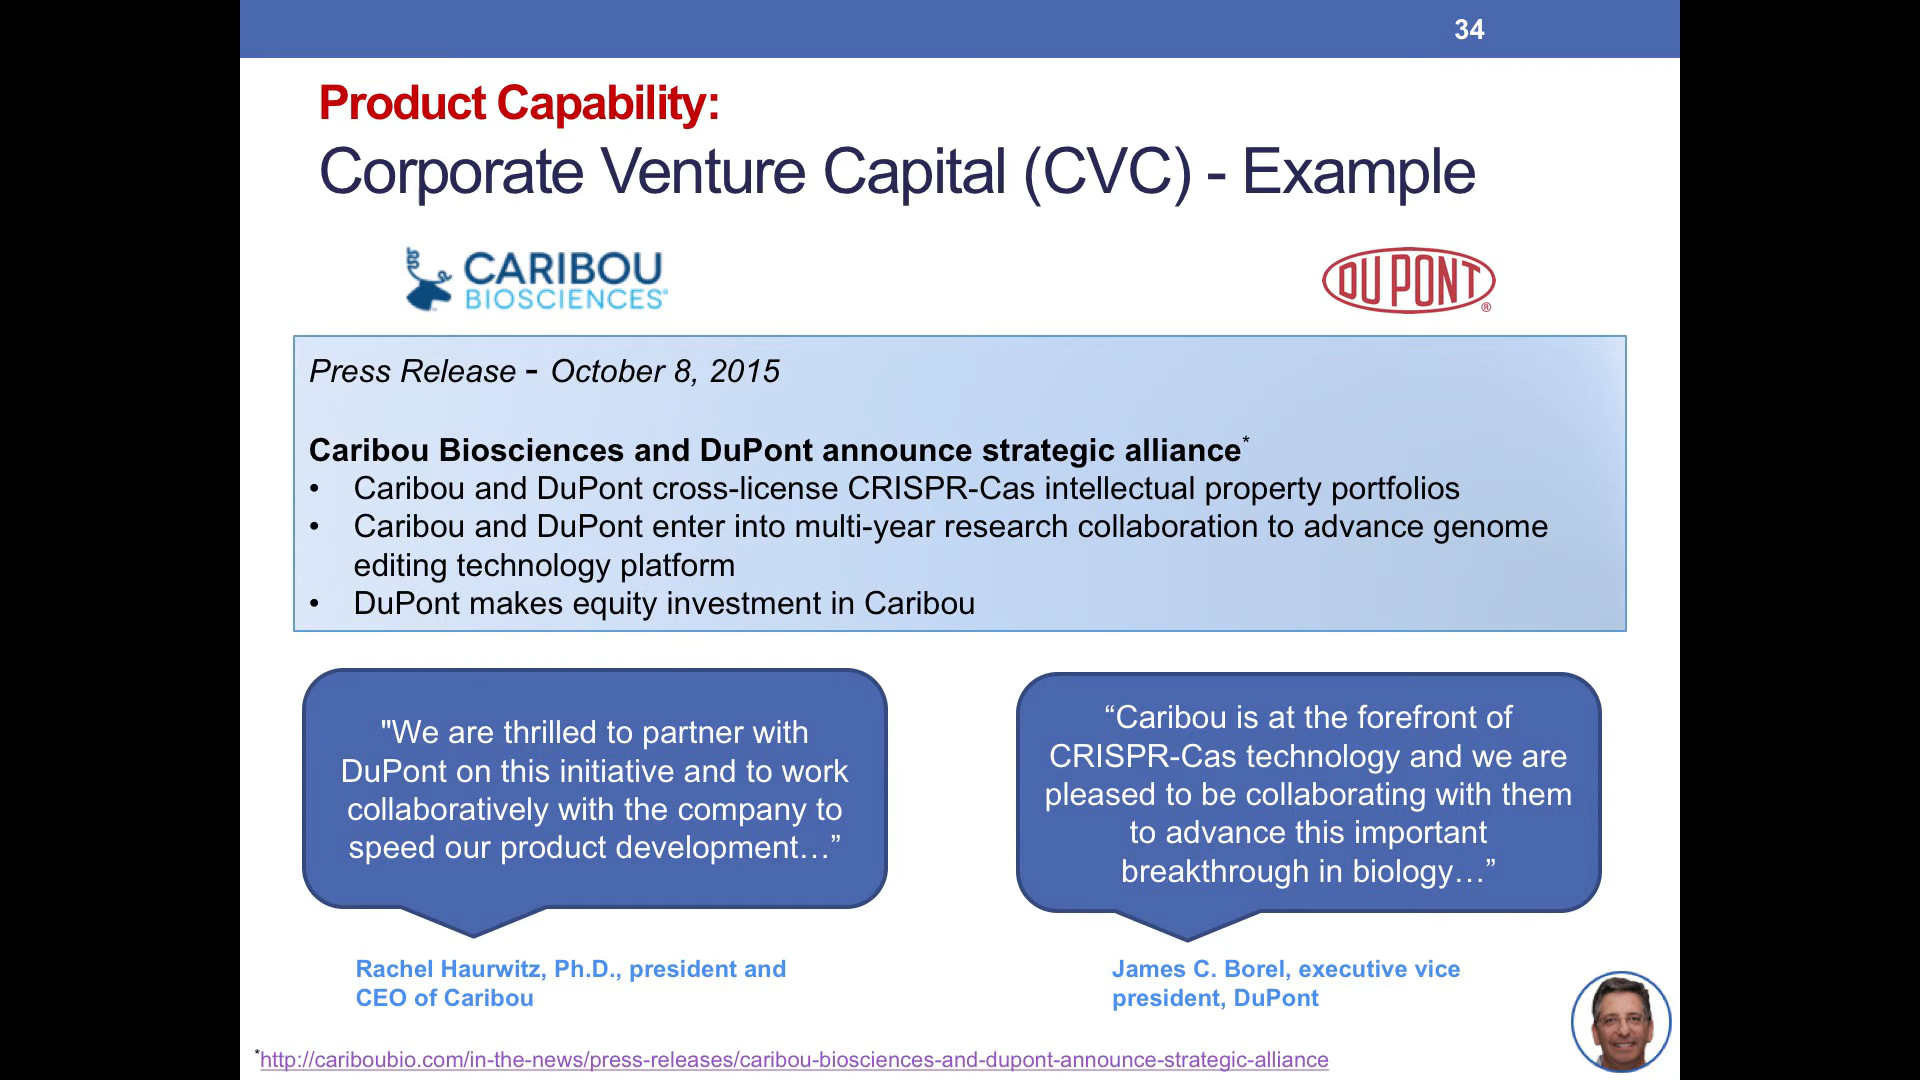 34
Product Capability:
Corporate Venture Capital (CVC) - Example
CARIBOU
BIOSCIENCES®
DU PONT
®
Press Release - October 8, 2015
Caribou Biosciences and DuPont announce strategic alliance*
• Caribou and DuPont cross-license CRISPR-Cas intellectual property portfolios
• Caribou and DuPont enter into multi-year research collaboration to advance genome
editing technology platform
• DuPont makes equity investment in Caribou
"We are thrilled to partner with
DuPont on this initiative and to work
collaboratively with the company to
speed our product development…”
Rachel Haurwitz, Ph.D., president and
CEO of Caribou
“Caribou is at the forefront of
CRISPR-Cas technology and we are
pleased to be collaborating with them
to advance this important
breakthrough in biology…”
James C. Borel, executive vice
president, DuPont
*http://cariboubio.com/in-the-news/press-releases/caribou-biosciences-and-dupont-announce-strategic-alliance